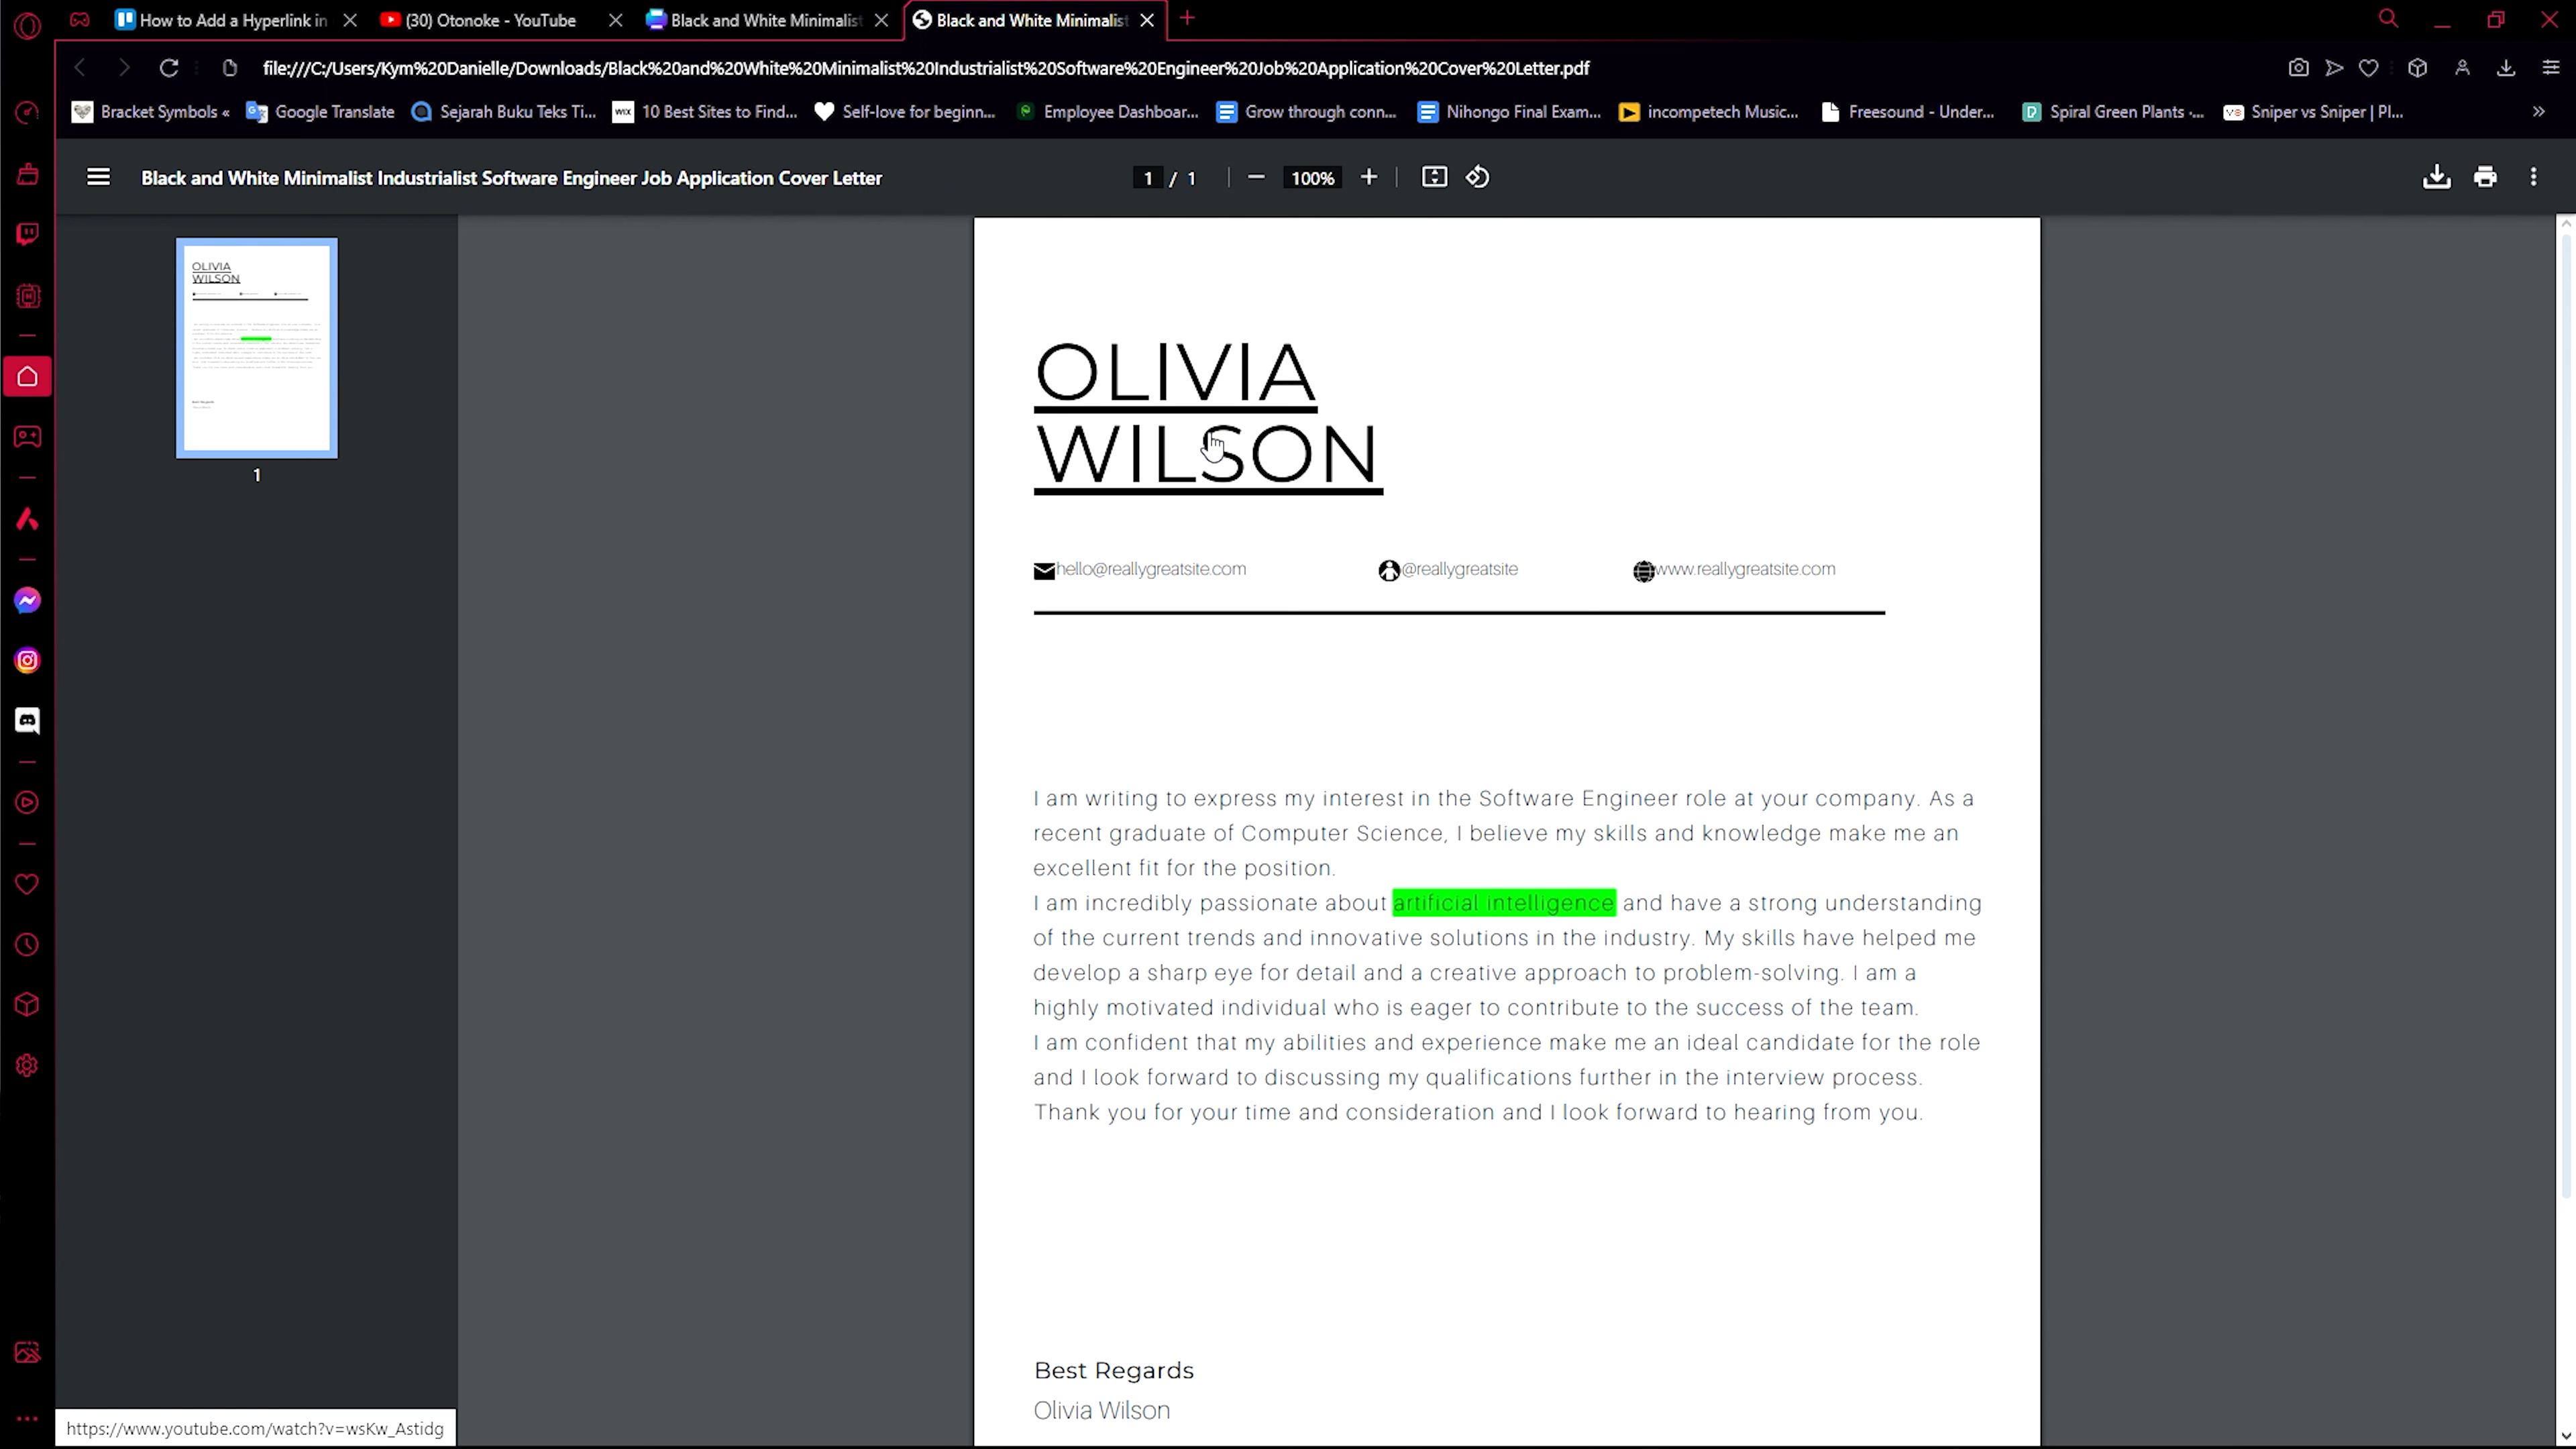 How to Add a Hyperlink in
(30) Otonoke - YouTube
Black and White Minimalist
Black and White Minimalist
file:///C:/Users/Kym%20Danielle/Downloads/Black%20and%20White%20Minimalist%20Industrialist%20Software%20Engineer%20Job%20Application%20Cover%20Letter.pdf
Bracket Symbols «
Google Translate
Sejarah Buku Teks Ti...
WIX
10 Best Sites to Find...
Self-love for beginn...
Employee Dashboar...
Grow through conn...
Nihongo Final Exam...
incompetech Music...
Freesound - Under...
Spiral Green Plants -...
Sniper vs Sniper | Pl...
Black and White Minimalist Industrialist Software Engineer Job Application Cover Letter
1 / 1
100%
OLIVIA
WILSON
1
OLIVIA
WILSON
hello@reallygreatsite.com
@reallygreatsite
www.reallygreatsite.com
I am writing to express my interest in the Software Engineer role at your company. As a
recent graduate of Computer Science, I believe my skills and knowledge make me an
excellent fit for the position.
I am incredibly passionate about artificial intelligence and have a strong understanding
of the current trends and innovative solutions in the industry. My skills have helped me
develop a sharp eye for detail and a creative approach to problem-solving. I am a
highly motivated individual who is eager to contribute to the success of the team.
I am confident that my abilities and experience make me an ideal candidate for the role
and I look forward to discussing my qualifications further in the interview process.
Thank you for your time and consideration and I look forward to hearing from you.
Best Regards
Olivia Wilson
https://www.youtube.com/watch?v=wsKw_Astidg